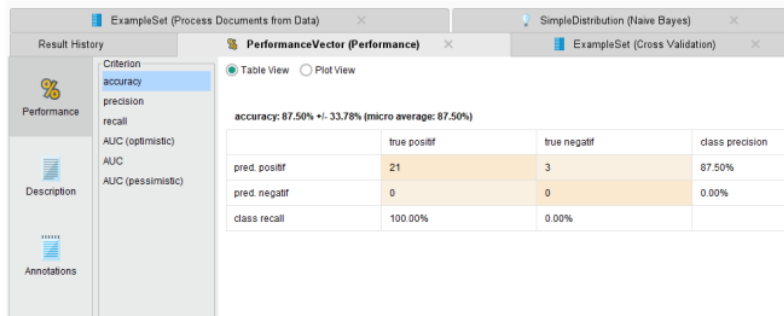 ExampleSet (Process Documents from Data)
SimpleDistribution (Naive Bayes)
Result History
PerformanceVector (Performance)
ExampleSet (Cross Validation)
Performance
Description
Annotations
Criterion
accuracy
precision
recall
AUC (optimistic)
AUC
AUC (pessimistic)
Table View Plot View
accuracy: 87.50% +/- 33.78% (micro average: 87.50%)
true positif true negatif class precision
pred. positif 21 3 87.50%
pred. negatif 0 0 0.00%
class recall 100.00% 0.00%